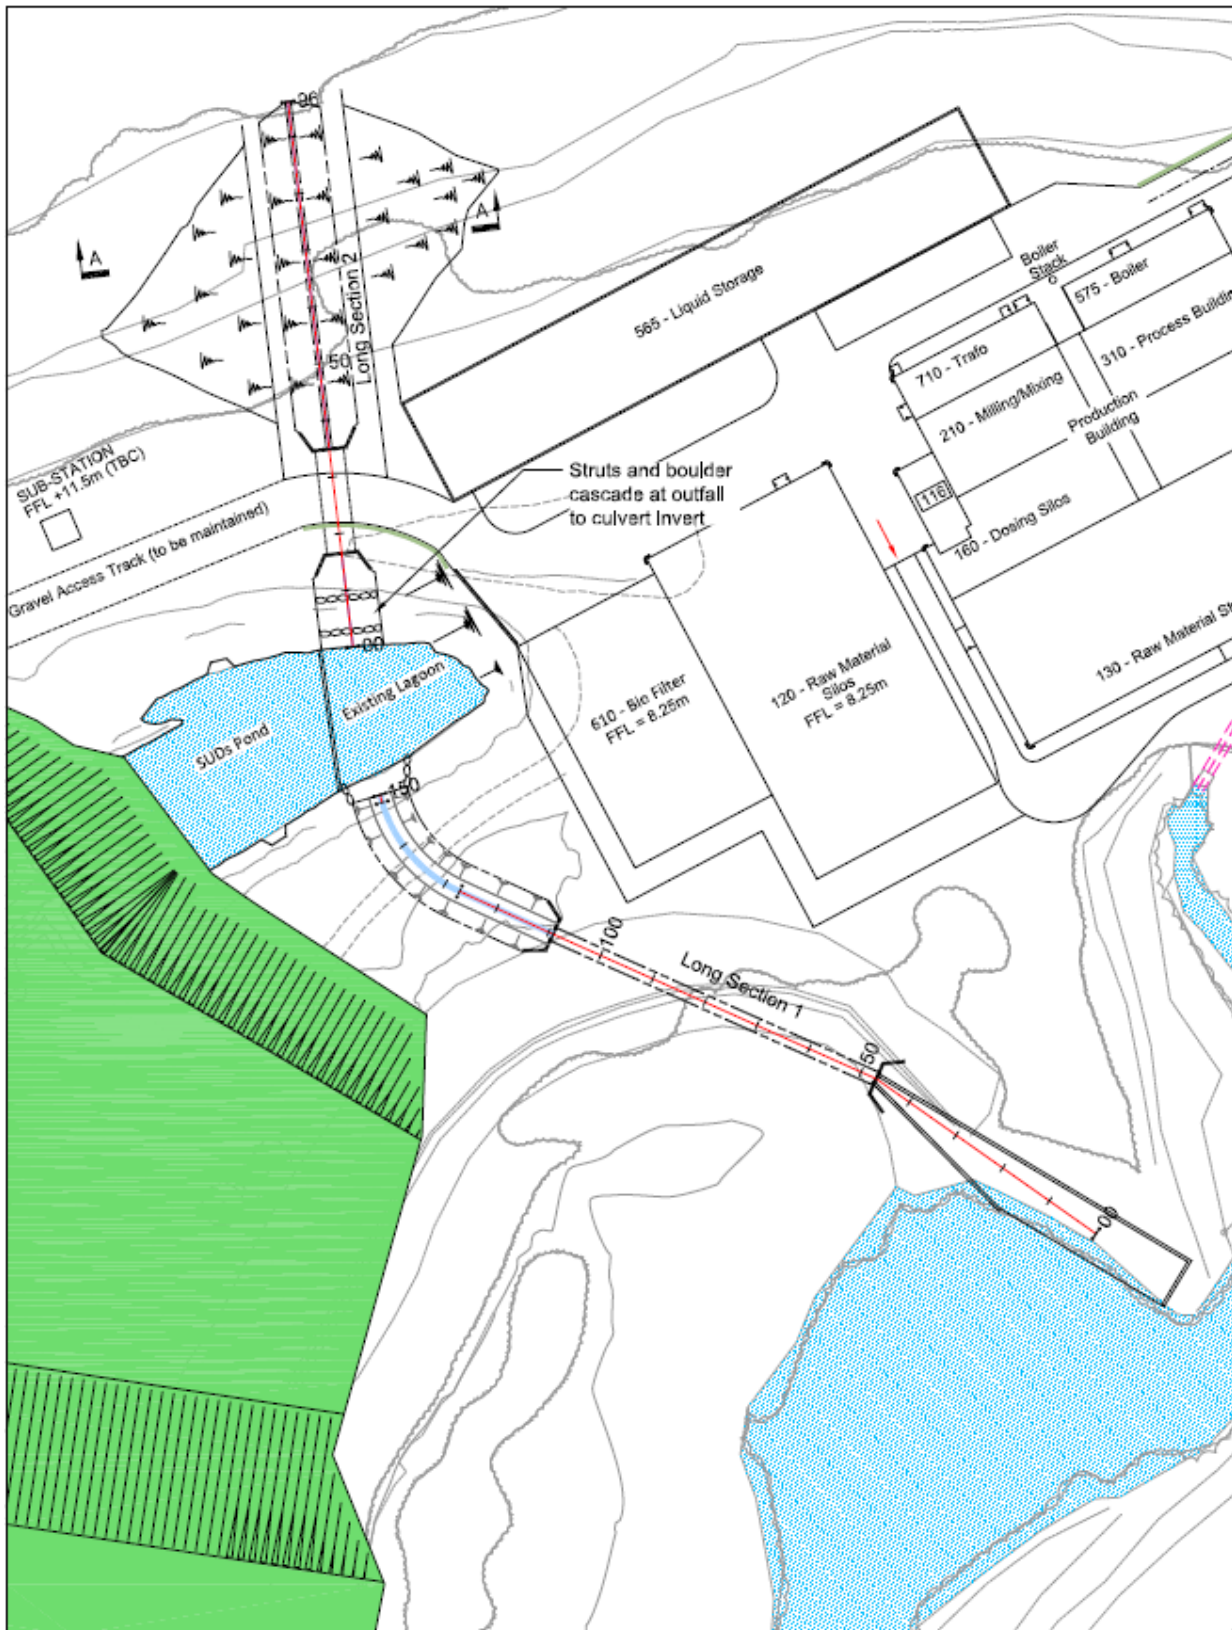 96
A
A
Long Section 2
50
565 - Liquid Storage
Boiler
Stack
575 - Boiler
710 - Trafo
310 - Process Buildin
210 - Milling/Mixing
Production
Building
116
160 - Dosing Silos
SUB-STATION
FFL +11.5m (TBC)
Struts and boulder
cascade at outfall
to culvert Invert
Gravel Access Track (to be maintained)
00
Existing Lagoon
SUDs Pond
610 - Bio Filter
FFL = 8.25m
120 - Raw Material
Silos
FFL = 8.25m
130 - Raw Material St
150
100
Long Section 1
50
00